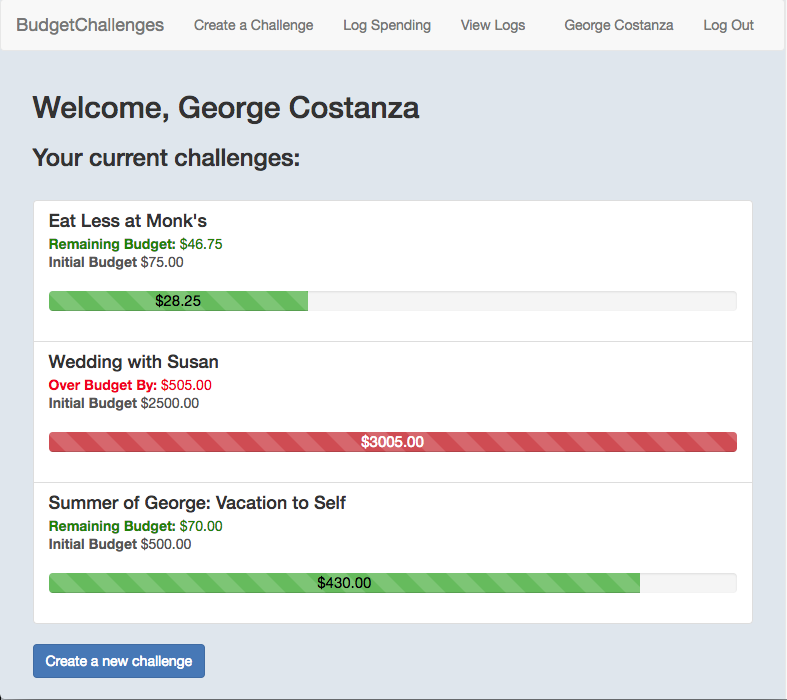 BudgetChallenges Create a Challenge Log Spending View Logs George Costanza Log Out
Welcome, George Costanza
Your current challenges:
Eat Less at Monk's
Remaining Budget: $46.75
Initial Budget $75.00
$28.25
Wedding with Susan
Over Budget By: $505.00
Initial Budget $2500.00
$3005.00
Summer of George: Vacation to Self
Remaining Budget: $70.00
Initial Budget $500.00
$430.00
Create a new challenge